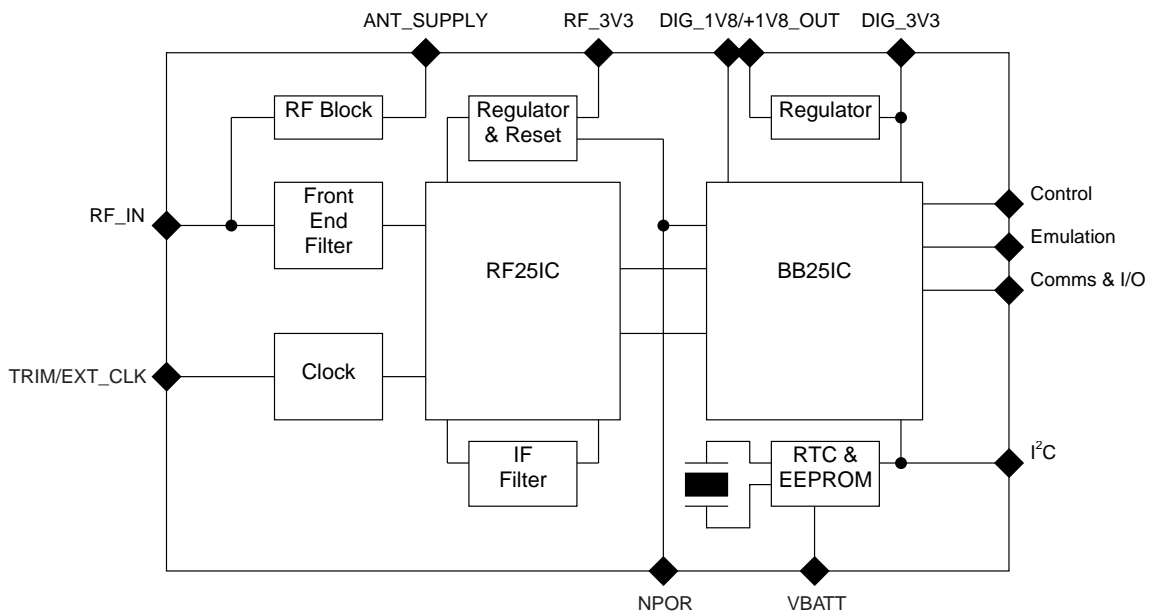 ANT_SUPPLY
RF_3V3
DIG_1V8/+1V8_OUT
DIG_3V3
RF Block
Regulator
& Reset
Regulator
RF_IN
Front
End
Filter
RF25IC
BB25IC
Control
Emulation
Comms & I/O
TRIM/EXT_CLK
Clock
IF
Filter
RTC &
EEPROM
I²C
NPOR
VBATT